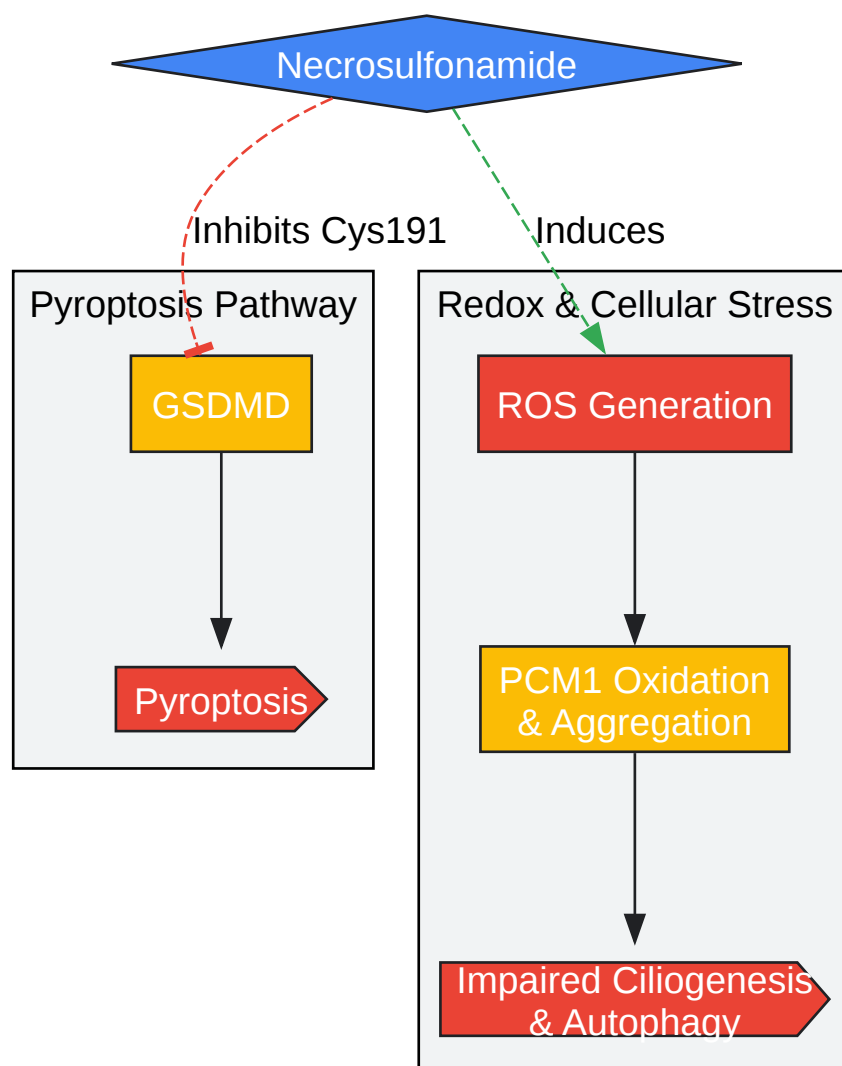 Necrosulfonamide
Inhibits Cys191
Induces
Pyroptosis Pathway
GSDMD
Pyroptosis
Redox & Cellular Stress
ROS Generation
PCM1 Oxidation
& Aggregation
Impaired Ciliogenesis
& Autophagy